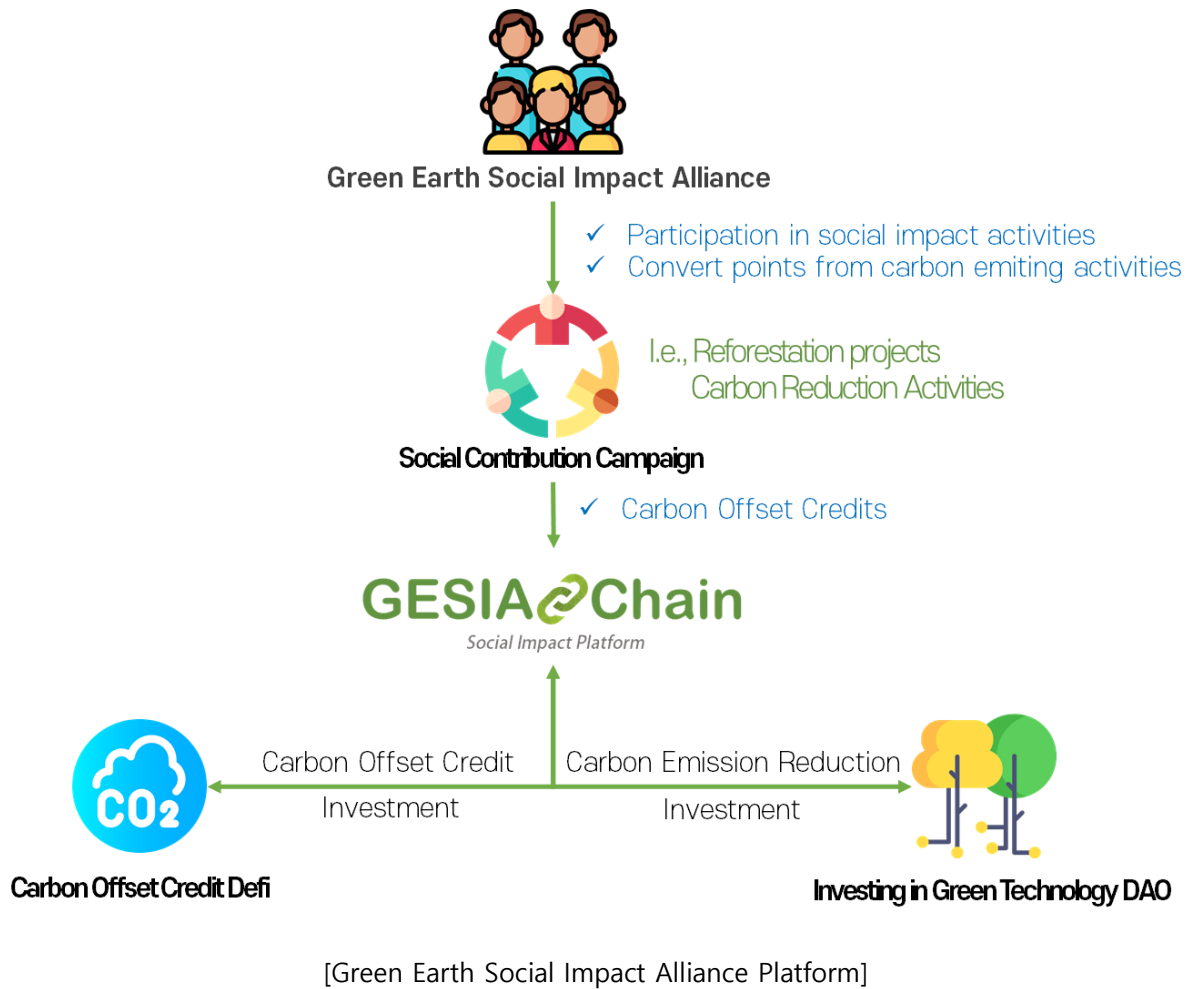 Green Earth Social Impact Alliance
Participation in social impact activities
Convert points from carbon emiting activities
I.e., Reforestation projects
Carbon Reduction Activities
Social Contribution Campaign
Carbon Offset Credits
GESIA Chain
Social Impact Platform
Carbon Offset Credit
Investment
Carbon Emission Reduction
Investment
CO2
Carbon Offset Credit Defi
Investing in Green Technology DAO
[Green Earth Social Impact Alliance Platform]